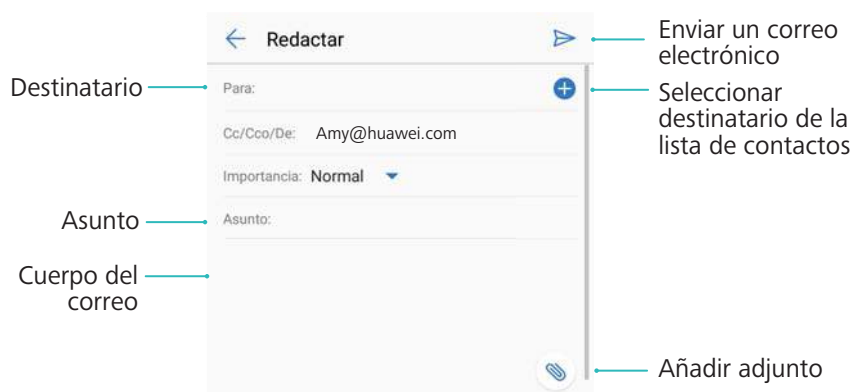 Redactar
Enviar un correo
electrónico
Destinatario
Para:
Seleccionar
destinatario de la
lista de contactos
Cc/Cco/De: Amy@huawei.com
Importancia: Normal
Asunto
Asunto:
Cuerpo del
correo
Añadir adjunto